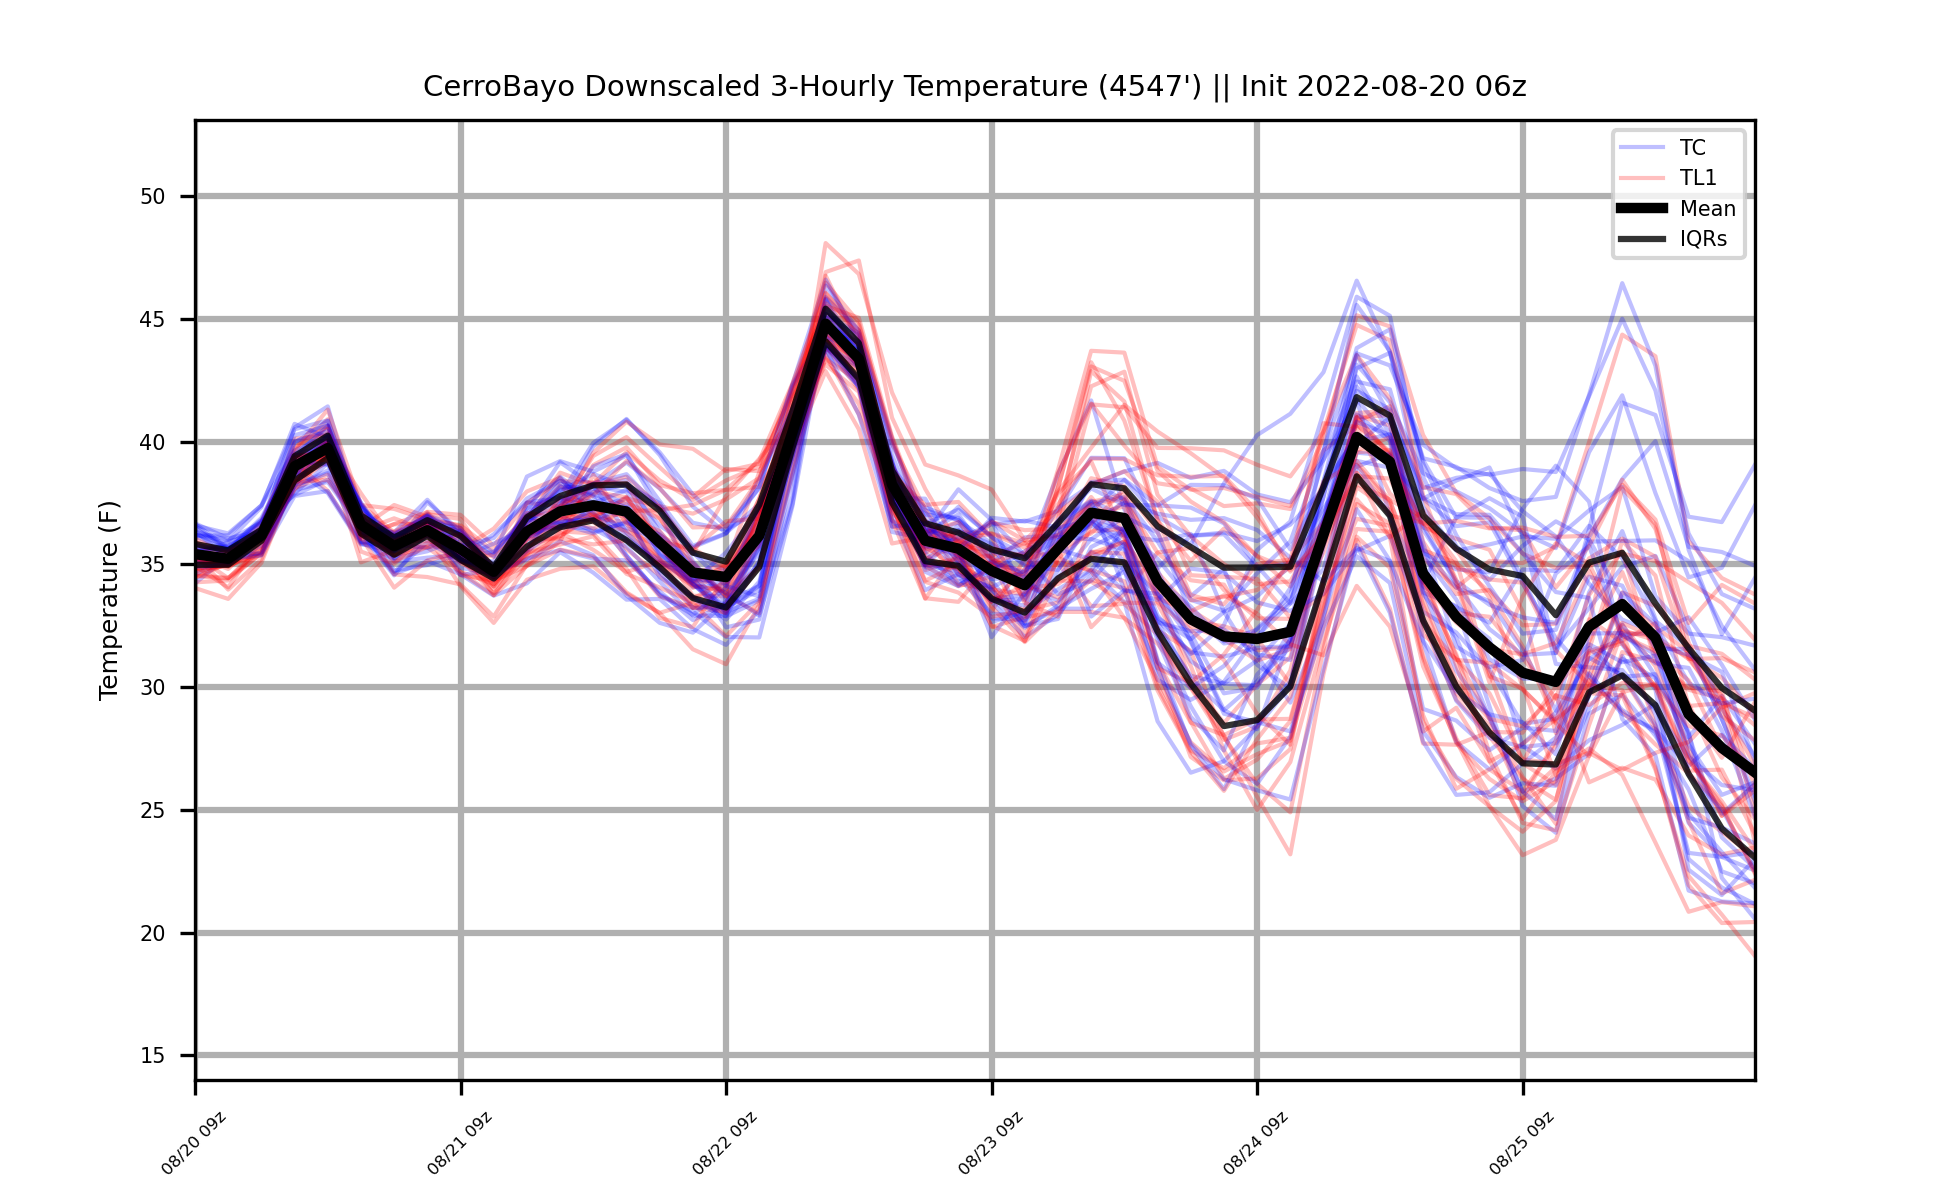 CerroBayo Downscaled 3-Hourly Temperature (4547') || Init 2022-08-20 06z
TC
TL1
Mean
IQRs
Temperature (F)
50
45
40
35
30
25
20
15
08/20 09z
08/21 09z
08/22 09z
08/23 09z
08/24 09z
08/25 09z